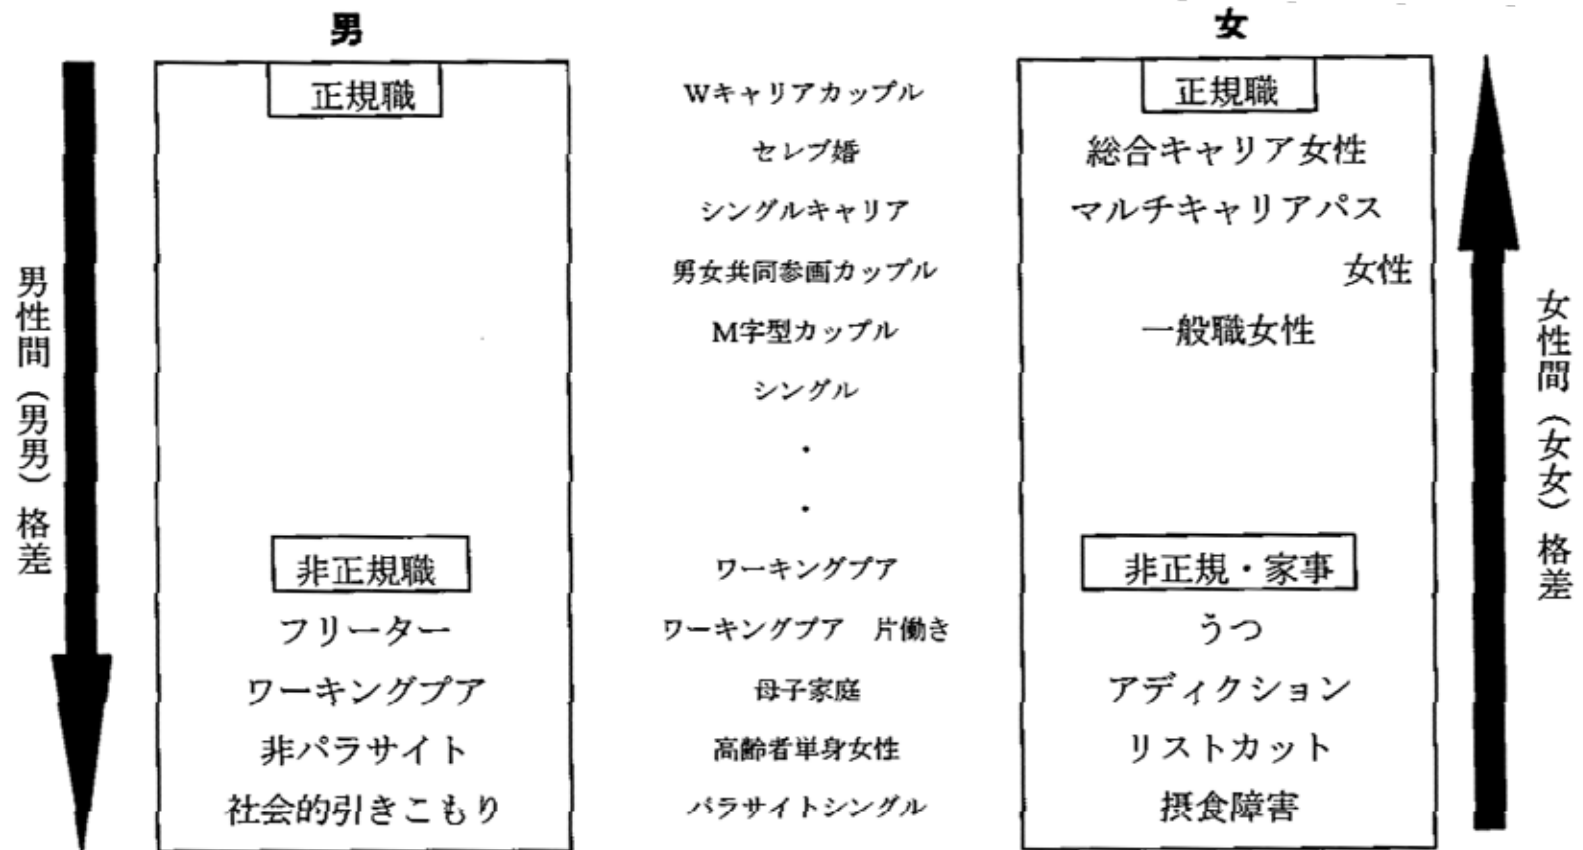 男
女
正規職
Wキャリアカップル
正規職
セレブ婚
総合キャリア女性
シングルキャリア
マルチキャリアパス
男女共同参画カップル
女性
M字型カップル
一般職女性
シングル
・
・
非正規職
ワーキングプア
非正規・家事
フリーター
ワーキングプア 片働き
うつ
ワーキングプア
母子家庭
アディクション
非パラサイト
高齢者単身女性
リストカット
社会的引きこもり
パラサイトシングル
摂食障害
男性間（男男）格差
女性間（女女）格差